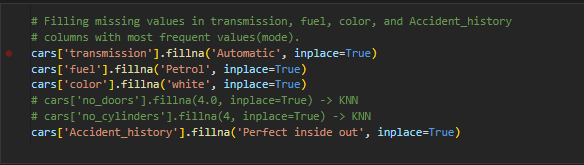 # Filling missing values in transmission, fuel, color, and Accident_history
# columns with most frequent values(mode).
cars['transmission'].fillna('Automatic', inplace=True)
cars['fuel'].fillna('Petrol', inplace=True)
cars['color'].fillna('white', inplace=True)
# cars['no_doors'].fillna(4.0, inplace=True) -> KNN
# cars['no_cylinders'].fillna(4, inplace=True) -> KNN
cars['Accident_history'].fillna('Perfect inside out', inplace=True)